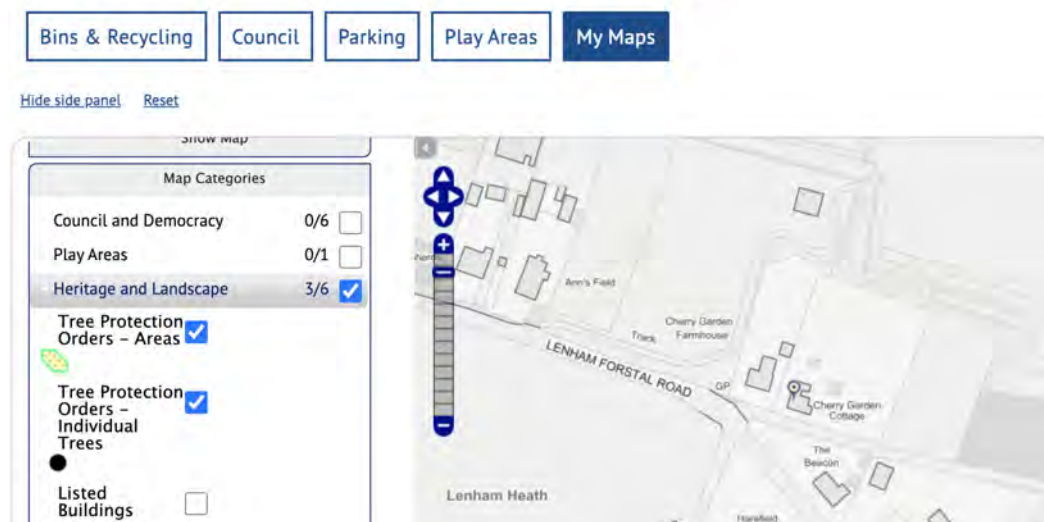 Bins & Recycling
Council
Parking
Play Areas
My Maps
Hide side panel
Reset
Show Map
Map Categories
Council and Democracy 0/6
Play Areas 0/1
Heritage and Landscape 3/6
Tree Protection
Orders – Areas
Tree Protection
Orders –
Individual
Trees
Listed
Buildings
Ann's Field
Cherry Garden
Farmhouse
Track
LENHAM FORSTAL ROAD
GP
Cherry Garden
Cottage
The
Beacon
Lenham Heath
Harefield